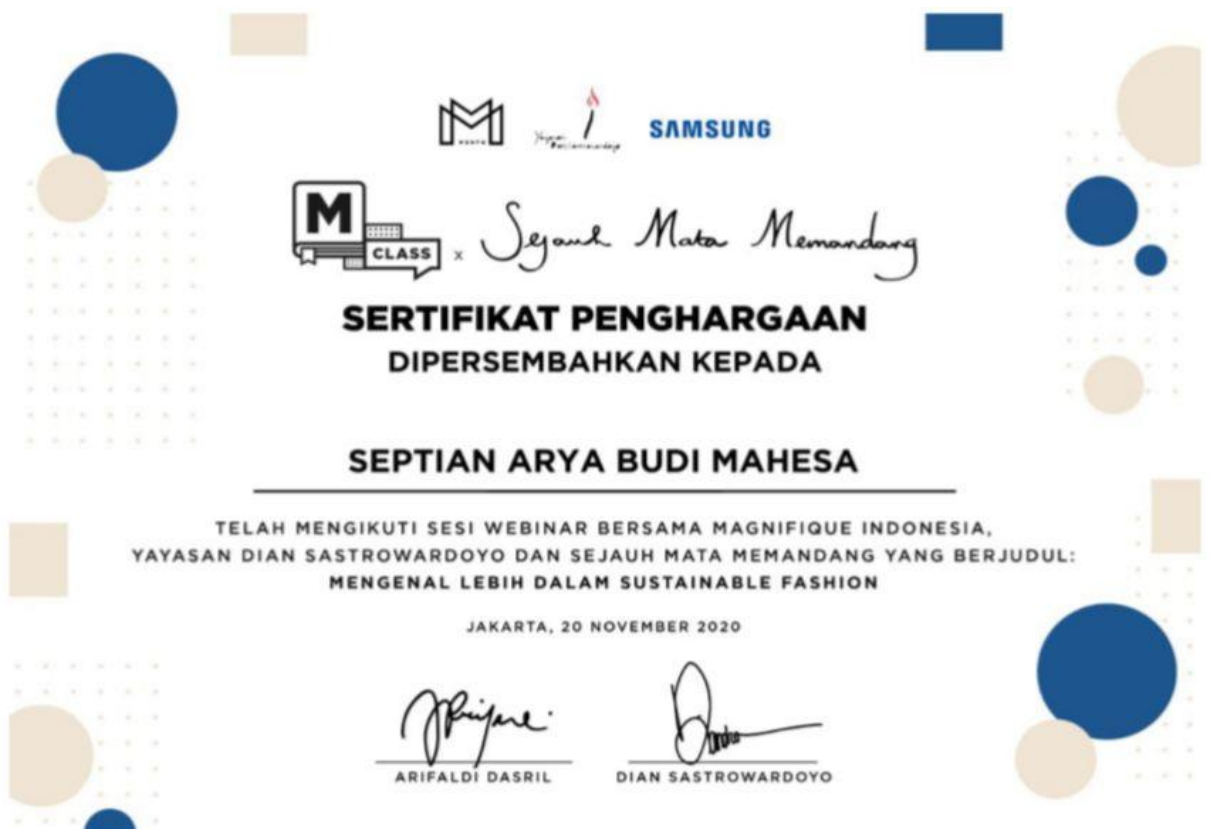 SAMSUNG
M
CLASS x Sejauh Mata Memandang
SERTIFIKAT PENGHARGAAN
DIPERSEMBAHKAN KEPADA
SEPTIAN ARYA BUDI MAHESA
TELAH MENGIKUTI SESI WEBINAR BERSAMA MAGNIFIQUE INDONESIA,
YAYASAN DIAN SASTROWARDOYO DAN SEJAUH MATA MEMANDANG YANG BERJUDUL:
MENGENAL LEBIH DALAM SUSTAINABLE FASHION
JAKARTA, 20 NOVEMBER 2020
ARIFALDI DASRIL DIAN SASTROWARDOYO